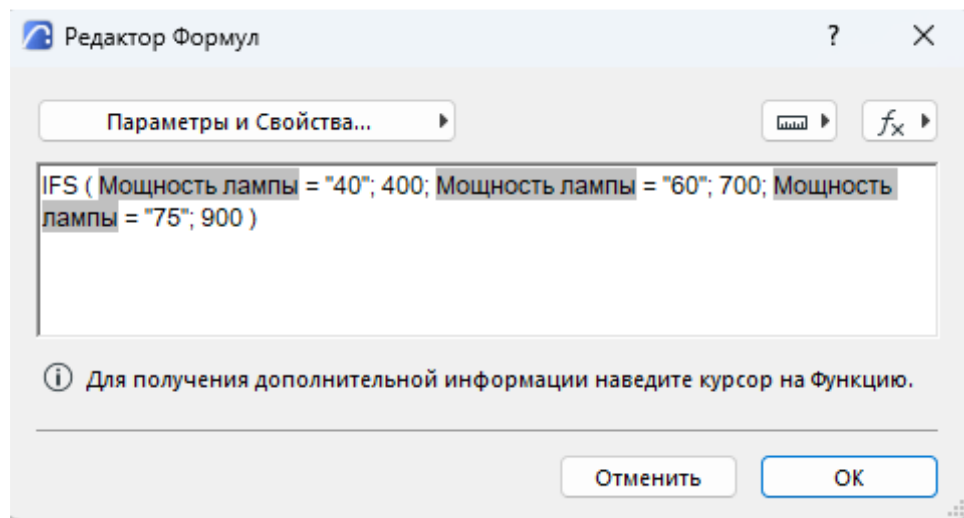 Редактор Формул ? ×
Параметры и Свойства... fx
IFS ( Мощность лампы = "40"; 400; Мощность лампы = "60"; 700; Мощность
лампы = "75"; 900 )
Для получения дополнительной информации наведите курсор на Функцию.
Отменить OK